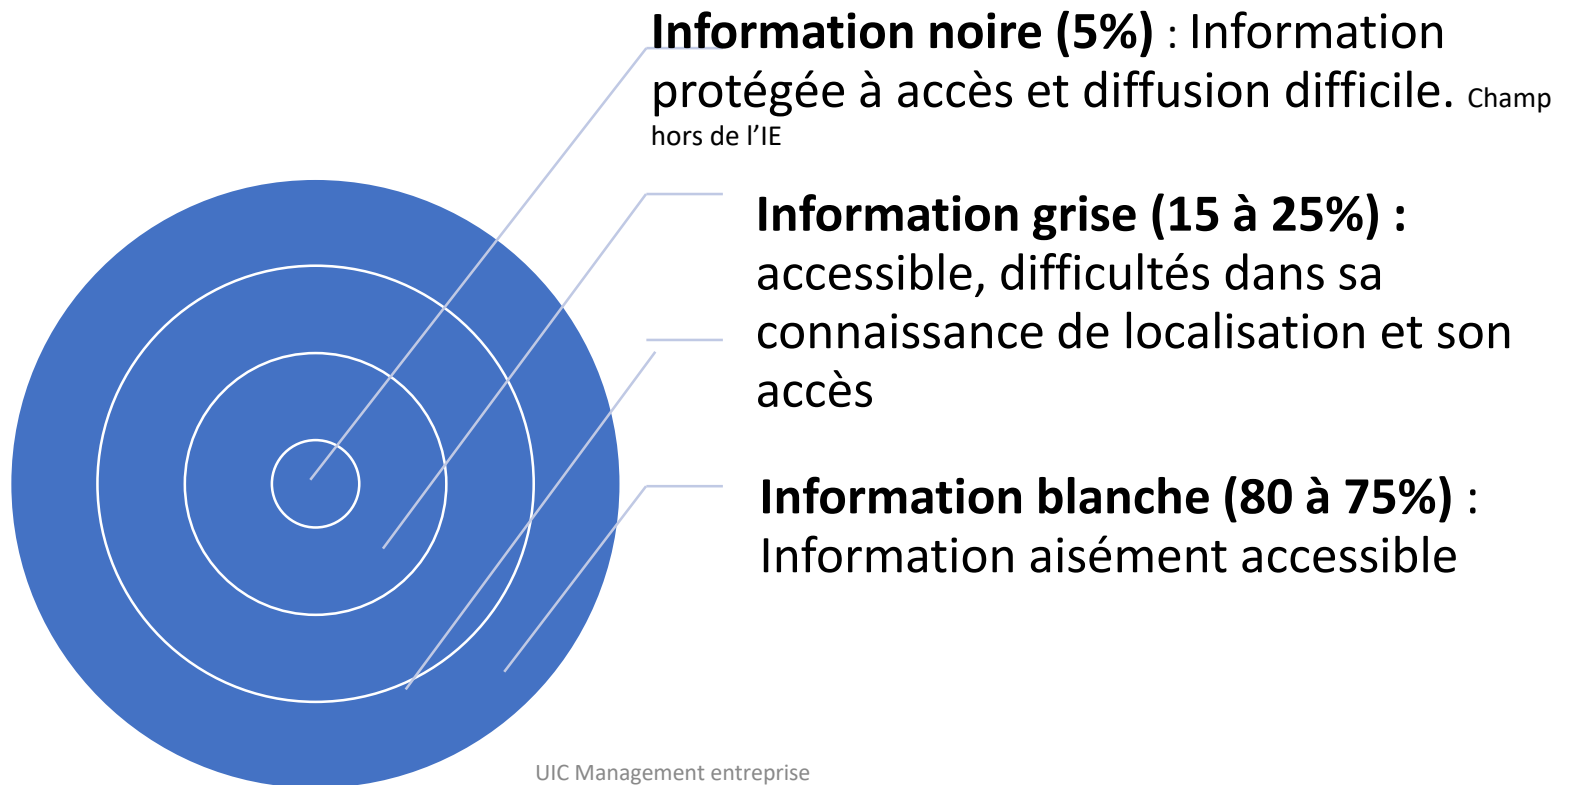 Information noire (5%) : Information
protégée à accès et diffusion difficile. Champ
hors de l’IE
Information grise (15 à 25%) :
accessible, difficultés dans sa
connaissance de localisation et son
accès
Information blanche (80 à 75%) :
Information aisément accessible
UIC Management entreprise